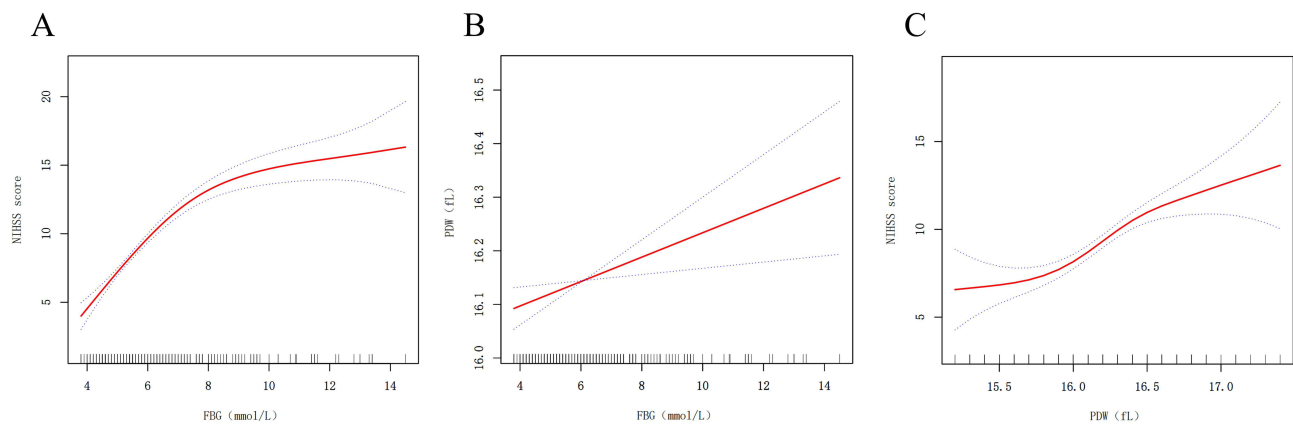 A
NIHSS score
20
15
10
5
4 6 8 10 12 14
FBG (mmol/L)
B
PDW (fL)
16.5
16.4
16.3
16.2
16.1
16.0
4 6 8 10 12 14
FBG (mmol/L)
C
NIHSS score
15
10
5
15.5 16.0 16.5 17.0
PDW (fL)